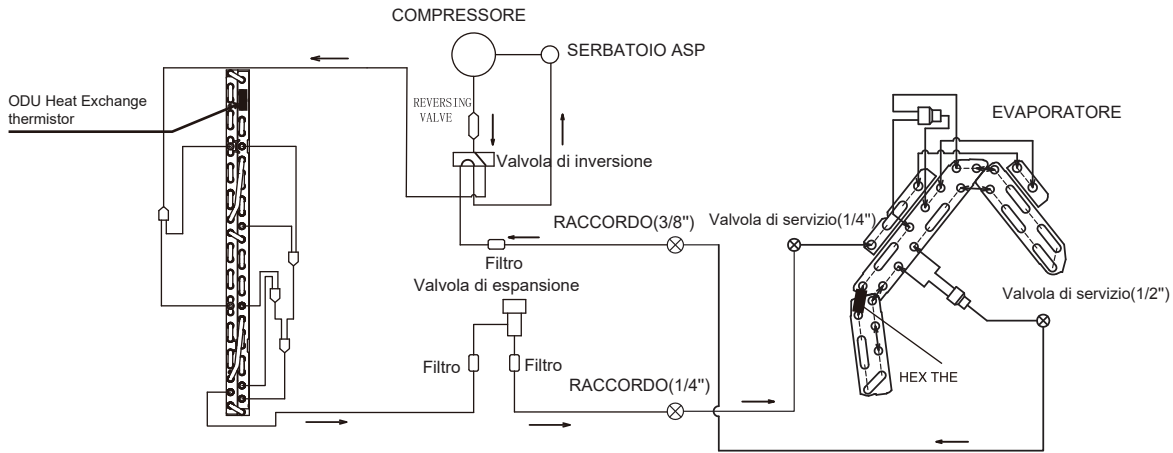 COMPRESSORE
SERBATOIO ASP
ODU Heat Exchange
thermistor
REVERSING
VALVE
Valvola di inversione
EVAPORATORE
RACCORDO(3/8")
Valvola di servizio(1/4")
Filtro
Valvola di espansione
Valvola di servizio(1/2")
Filtro
Filtro
RACCORDO(1/4")
HEX THE